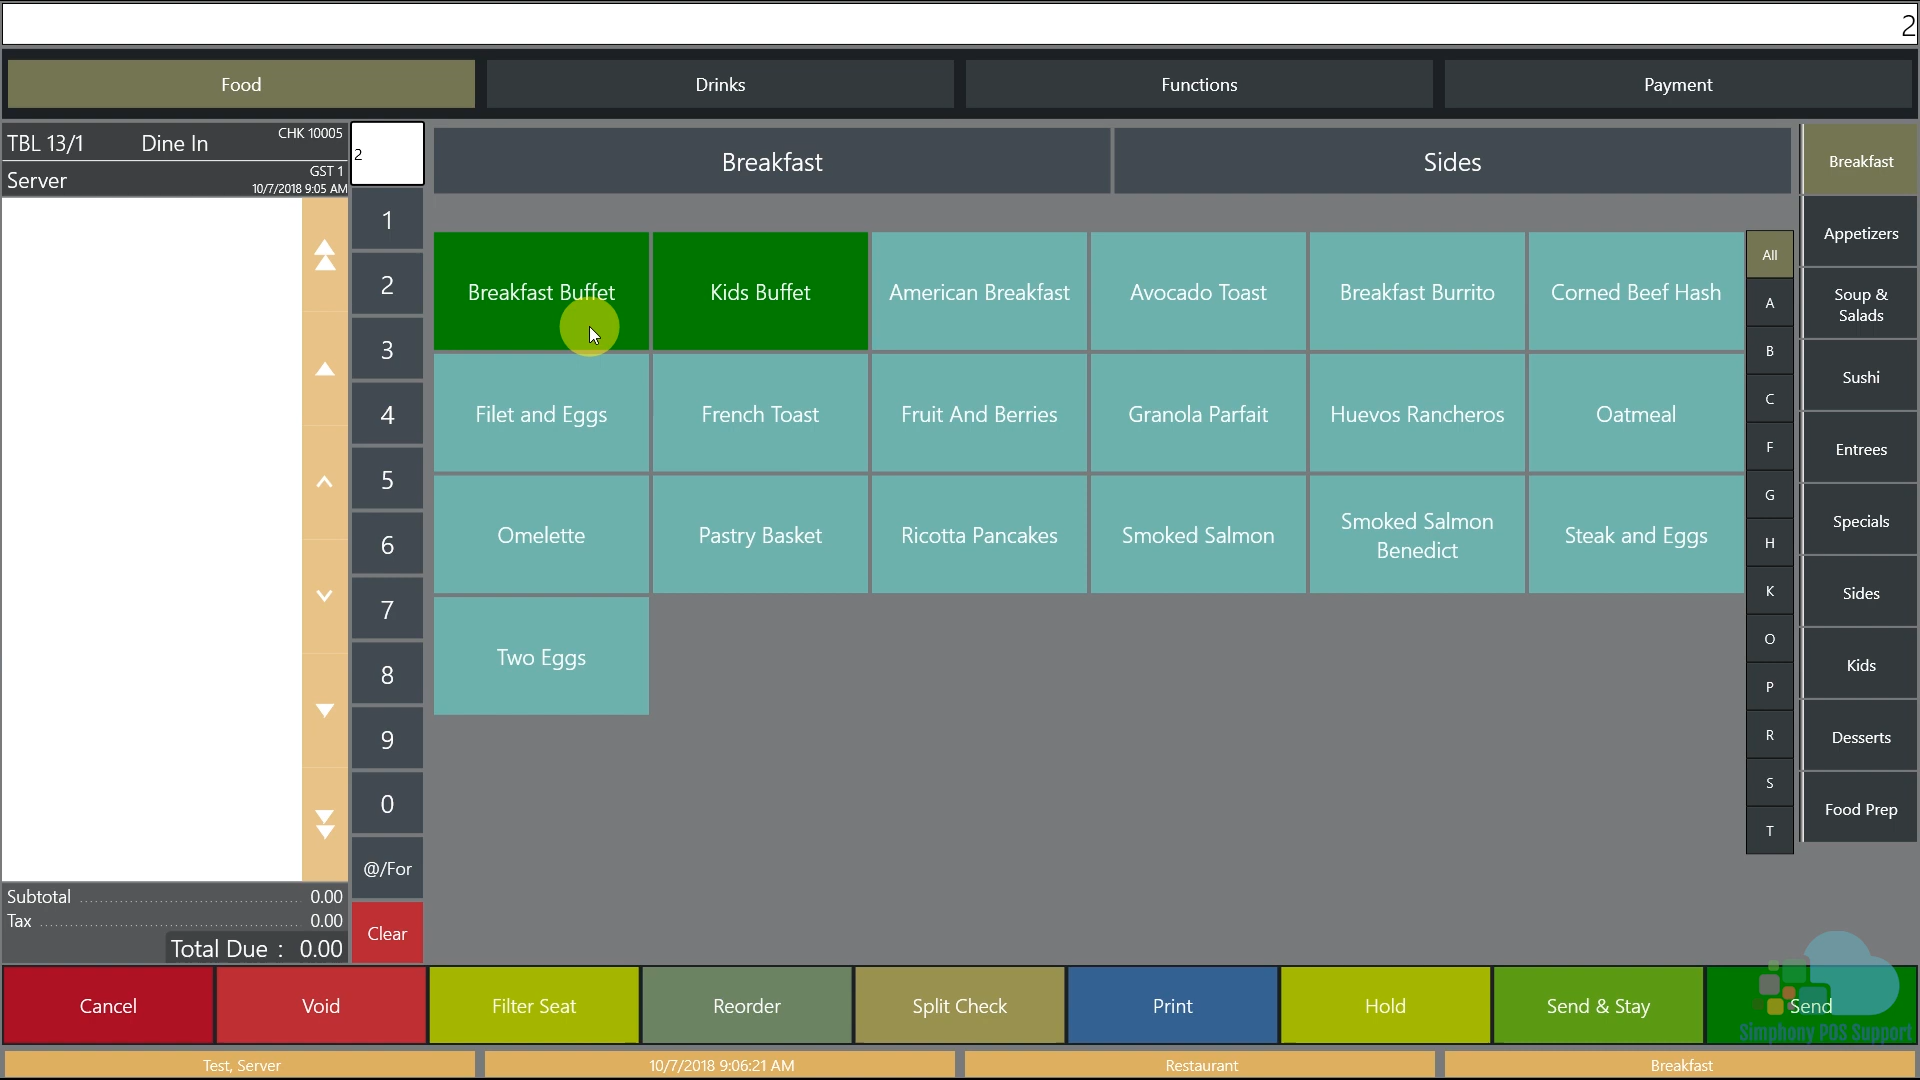 2
Food
Drinks
Functions
Payment
TBL 13/1
Dine In
CHK 10005
Server
GST 1
10/7/2018 9:05 AM
2
1
2
3
4
5
6
7
8
9
0
@/For
Clear
Breakfast
Sides
Breakfast Buffet
Kids Buffet
American Breakfast
Avocado Toast
Breakfast Burrito
Corned Beef Hash
Filet and Eggs
French Toast
Fruit And Berries
Granola Parfait
Huevos Rancheros
Oatmeal
Omelette
Pastry Basket
Ricotta Pancakes
Smoked Salmon
Smoked Salmon
Benedict
Steak and Eggs
Two Eggs
All
A
B
C
F
G
H
K
O
P
R
S
T
Breakfast
Appetizers
Soup &
Salads
Sushi
Entrees
Specials
Sides
Kids
Desserts
Food Prep
Subtotal 0.00
Tax 0.00
Total Due : 0.00
Cancel
Void
Filter Seat
Reorder
Split Check
Print
Hold
Send & Stay
Send
Simphony POS Support
Test, Server
10/7/2018 9:06:21 AM
Restaurant
Breakfast